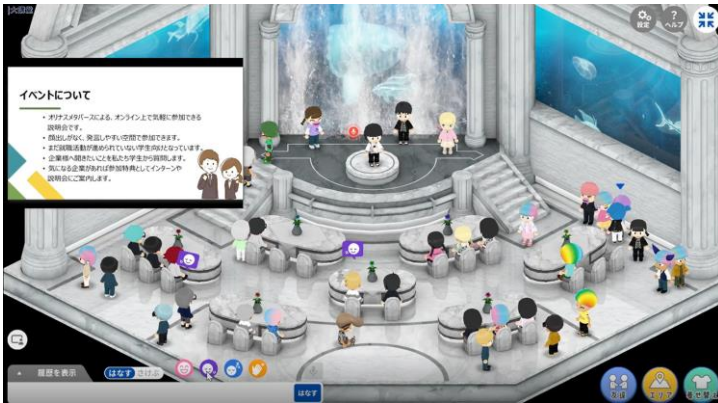 大聖堂
設定
ヘルプ
イベントについて
• オリナスメタバースによる、オンライン上で気軽に参加できる
説明会です。
• 顔出しがなく、発言しやすい空間で参加できます。
• まだ就職活動が進められていない学生向けとなっています。
• 企業様へ聞きたいことを私たち学生から質問します。
• 気になる企業があれば参加特典としてインターンや
説明会にご案内します。
履歴を表示
はなす さけぶ
はなす
エリア
着せ替え